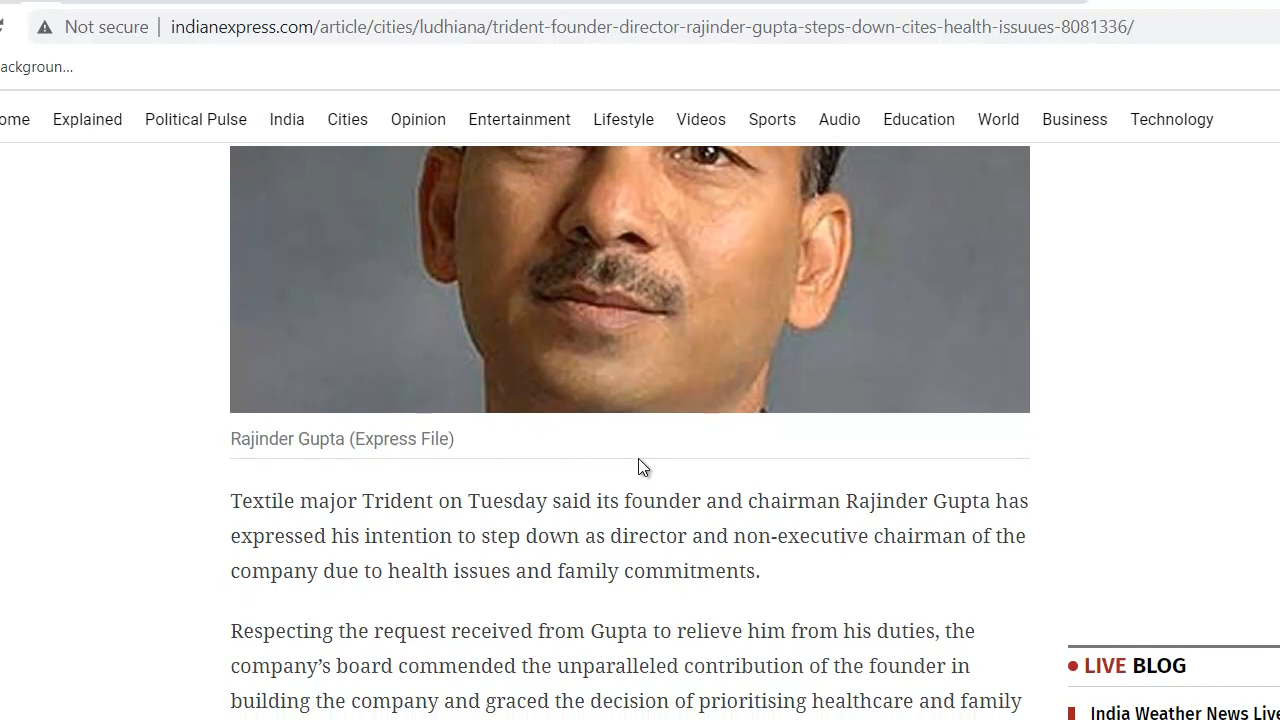 Not secure | indianexpress.com/article/cities/ludhiana/trident-founder-director-rajinder-gupta-steps-down-cites-health-issuues-8081336/
ackgroun...
ome Explained Political Pulse India Cities Opinion Entertainment Lifestyle Videos Sports Audio Education World Business Technology
Rajinder Gupta (Express File)
Textile major Trident on Tuesday said its founder and chairman Rajinder Gupta has
expressed his intention to step down as director and non-executive chairman of the
company due to health issues and family commitments.
Respecting the request received from Gupta to relieve him from his duties, the
company’s board commended the unparalleled contribution of the founder in
building the company and graced the decision of prioritising healthcare and family
LIVE BLOG
India Weather News Live